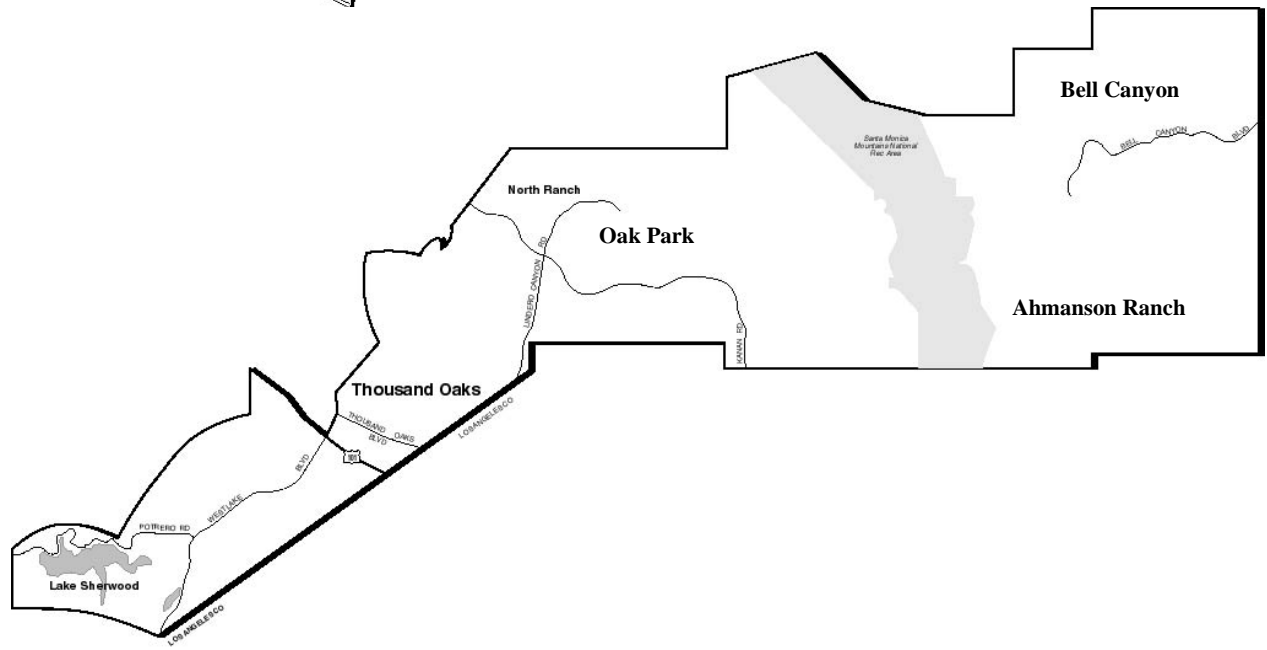 Bell Canyon
BELL CANYON BLVD
Santa Monica
Mountains National
Rec Area
North Ranch
Oak Park
LINDERO CANYON RD
Ahmanson Ranch
KANAN RD
Thousand Oaks
THOUSAND OAKS
BLVD
LOS ANGELES CO
101
WESTLAKE BLVD
POTRERO RD
Lake Sherwood
LOS ANGELES CO